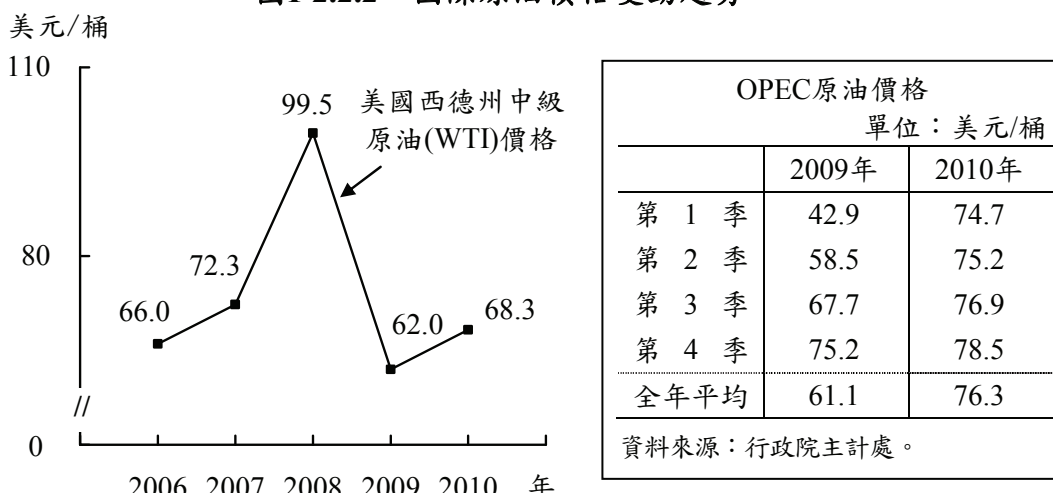 美元/桶
110
80
0
//
66.0
72.3
99.5
62.0
68.3
美國西德州中級
原油(WTI)價格
2006 2007 2008 2009 2010 年
OPEC原油價格
單位：美元/桶
2009年 2010年
第 1 季 42.9 74.7
第 2 季 58.5 75.2
第 3 季 67.7 76.9
第 4 季 75.2 78.5
全年平均 61.1 76.3
資料來源：行政院主計處。